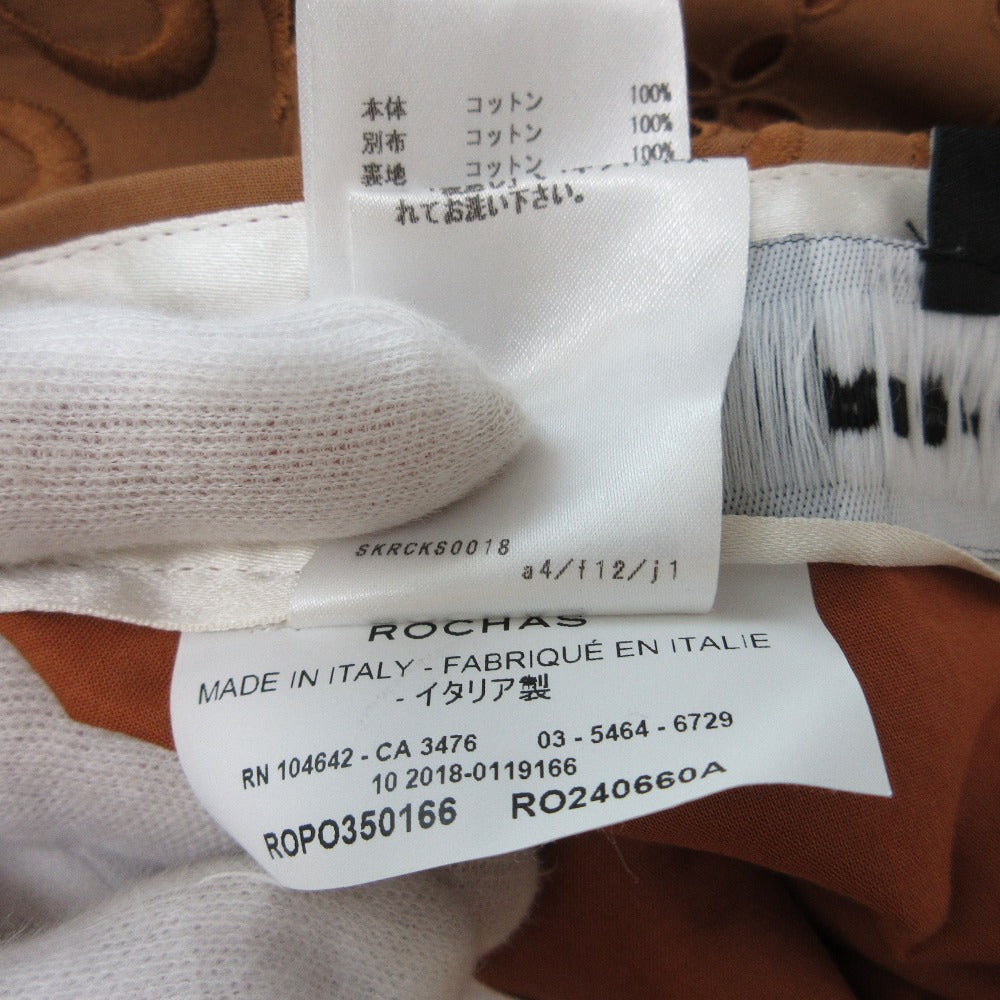 本体 コットン 100%
別布 コットン 100%
裏地 コットン 100%
れてお洗い下さい。
SKRCKS0018
a4/f12/j1
ROCHAS
MADE IN ITALY - FABRIQUÉ EN ITALIE
- イタリア製
RN 104642 - CA 3476 03 - 5464 - 6729
10 2018-0119166
ROPO350166 RO240660A